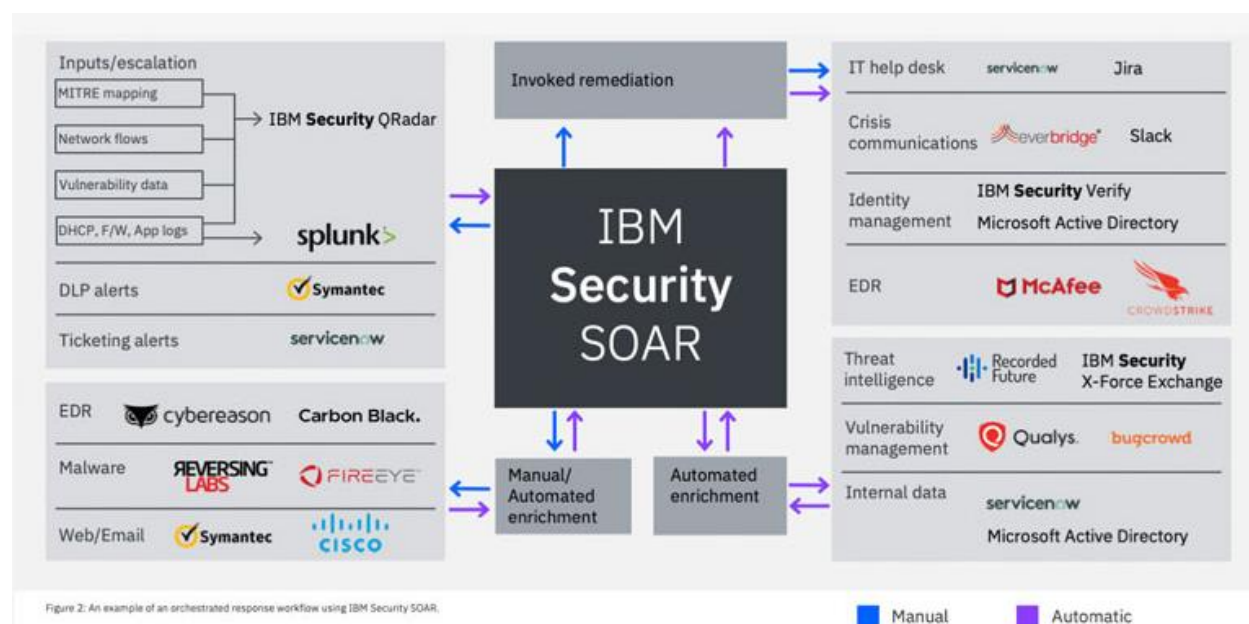 Inputs/escalation
MITRE mapping
Network flows
Vulnerability data
DHCP, F/W, App logs
IBM Security QRadar
splunk>
DLP alerts
Symantec
Ticketing alerts
servicenow
EDR
cybereason
Carbon Black.
Malware
REVERSING
LABS
FIREEYE™
Web/Email
Symantec
CISCO
Invoked remediation
IBM
Security
SOAR
Manual/
Automated
enrichment
Automated
enrichment
IT help desk
servicenow
Jira
Crisis
communications
everbridge®
Slack
Identity
management
IBM Security Verify
Microsoft Active Directory
EDR
McAfee
CROWDSTRIKE
Threat
intelligence
Recorded
Future
IBM Security
X-Force Exchange
Vulnerability
management
Qualys.
bugcrowd
Internal data
servicenow
Microsoft Active Directory
Figure 2: An example of an orchestrated response workflow using IBM Security SOAR.
Manual
Automatic